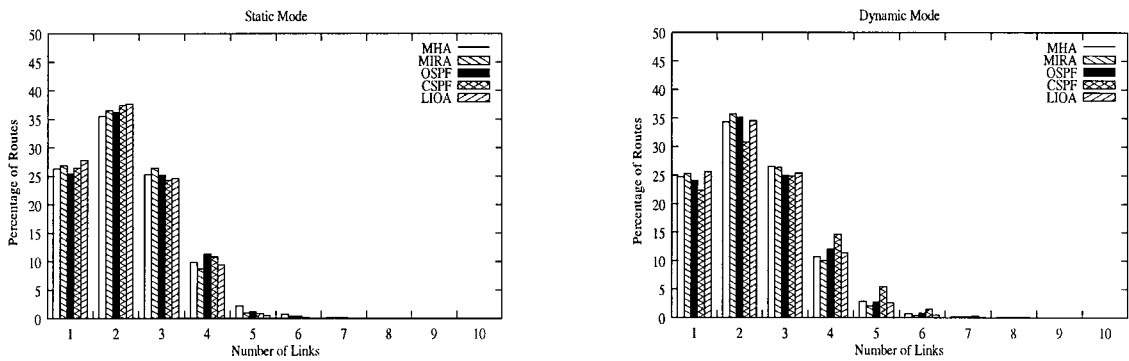 Static Mode
50
45
40
35
30
25
20
15
10
5
0
Percentage of Routes
MHA
MIRA
OSPF
CSPF
LIOA
1 2 3 4 5 6 7 8 9 10
Number of Links
Dynamic Mode
50
45
40
35
30
25
20
15
10
5
0
Percentage of Routes
MHA
MIRA
OSPF
CSPF
LIOA
1 2 3 4 5 6 7 8 9 10
Number of Links